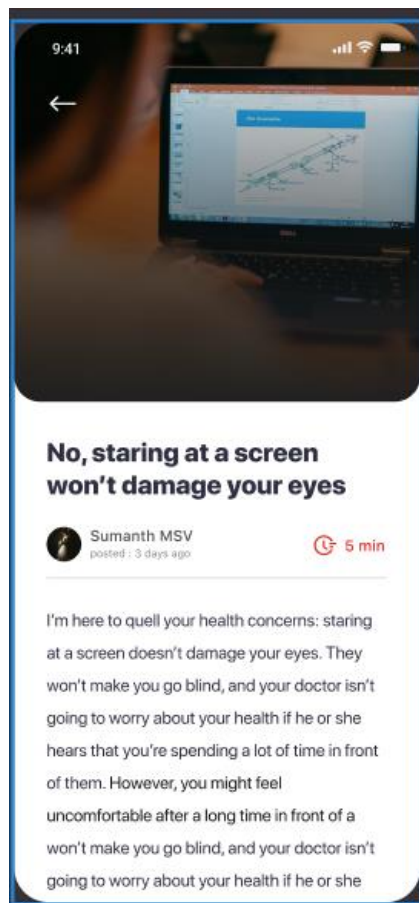 9:41
DELL
No, staring at a screen
won’t damage your eyes
Sumanth MSV
posted : 3 days ago
5 min
I’m here to quell your health concerns: staring
at a screen doesn’t damage your eyes. They
won’t make you go blind, and your doctor isn’t
going to worry about your health if he or she
hears that you’re spending a lot of time in front
of them. However, you might feel
uncomfortable after a long time in front of a
won’t make you go blind, and your doctor isn’t
going to worry about your health if he or she